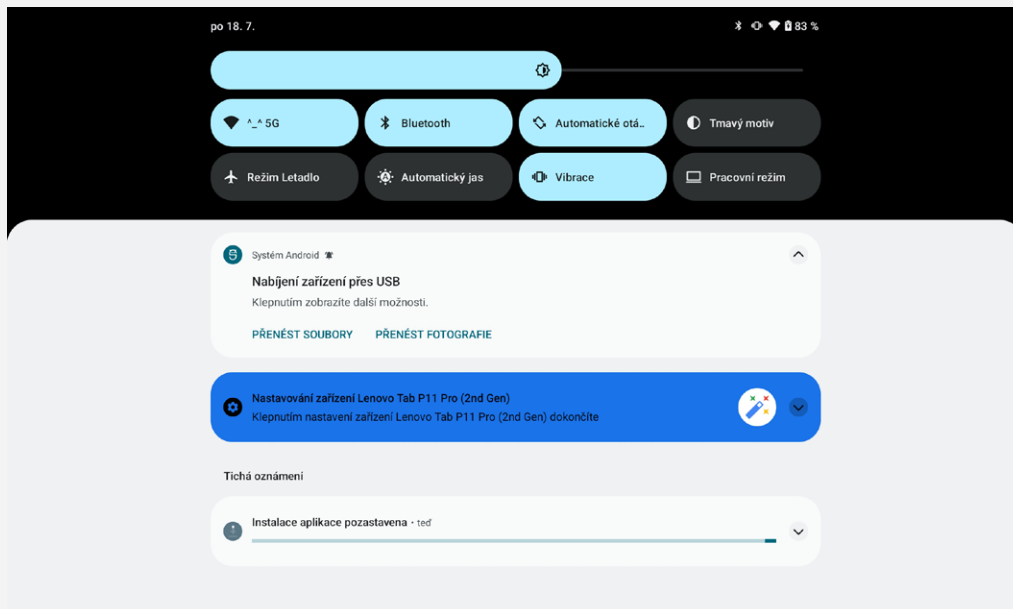 po 18. 7.
83 %
^_^ 5G
Bluetooth
Automatické otá..
Tmavý motiv
Režim Letadlo
Automatický jas
Vibrace
Pracovní režim
Systém Android
Nabíjení zařízení přes USB
Klepnutím zobrazíte další možnosti.
PŘENÉST SOUBORY
PŘENÉST FOTOGRAFIE
Nastavování zařízení Lenovo Tab P11 Pro (2nd Gen)
Klepnutím nastavení zařízení Lenovo Tab P11 Pro (2nd Gen) dokončíte
Tichá oznámení
Instalace aplikace pozastavena • teď